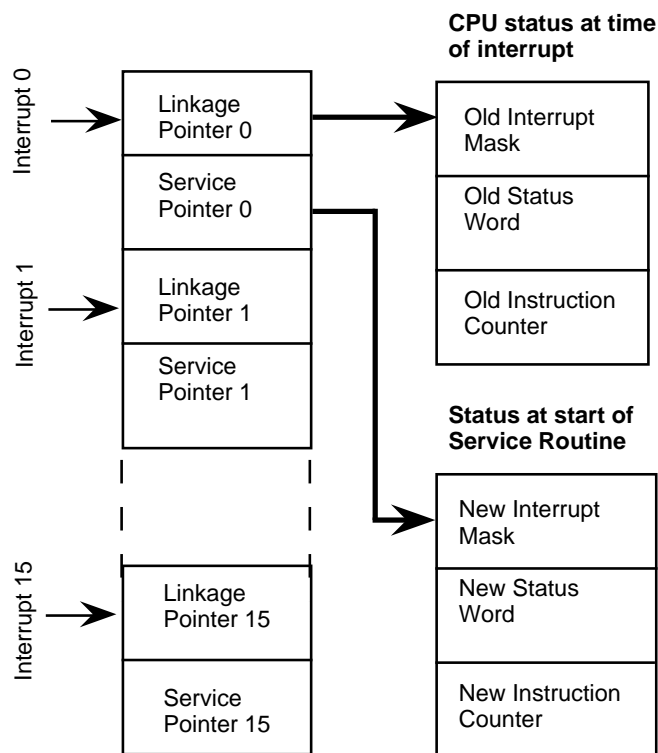 CPU status at time
of interrupt
Interrupt 0
Linkage
Pointer 0
Service
Pointer 0
Interrupt 1
Linkage
Pointer 1
Service
Pointer 1
Interrupt 15
Linkage
Pointer 15
Service
Pointer 15
Old Interrupt
Mask
Old Status
Word
Old Instruction
Counter
Status at start of
Service Routine
New Interrupt
Mask
New Status
Word
New Instruction
Counter